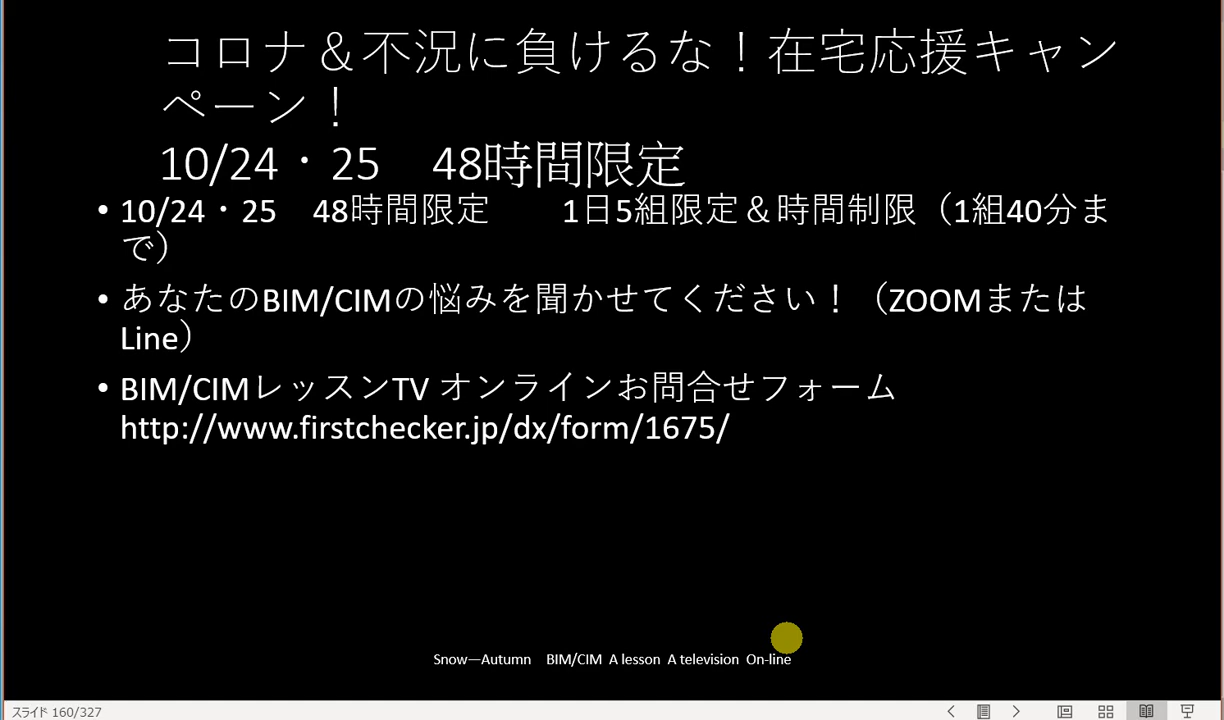 コロナ＆不況に負けるな！在宅応援キャン
ペーン！
10/24・25　48時間限定
• 10/24・25　48時間限定　　1日5組限定＆時間制限（1組40分ま
で）
• あなたのBIM/CIMの悩みを聞かせてください！（ZOOMまたは
Line）
• BIM/CIMレッスンTV オンラインお問合せフォーム
http://www.firstchecker.jp/dx/form/1675/
Snow―Autumn　BIM/CIM A lesson A television On-line
スライド 160/327